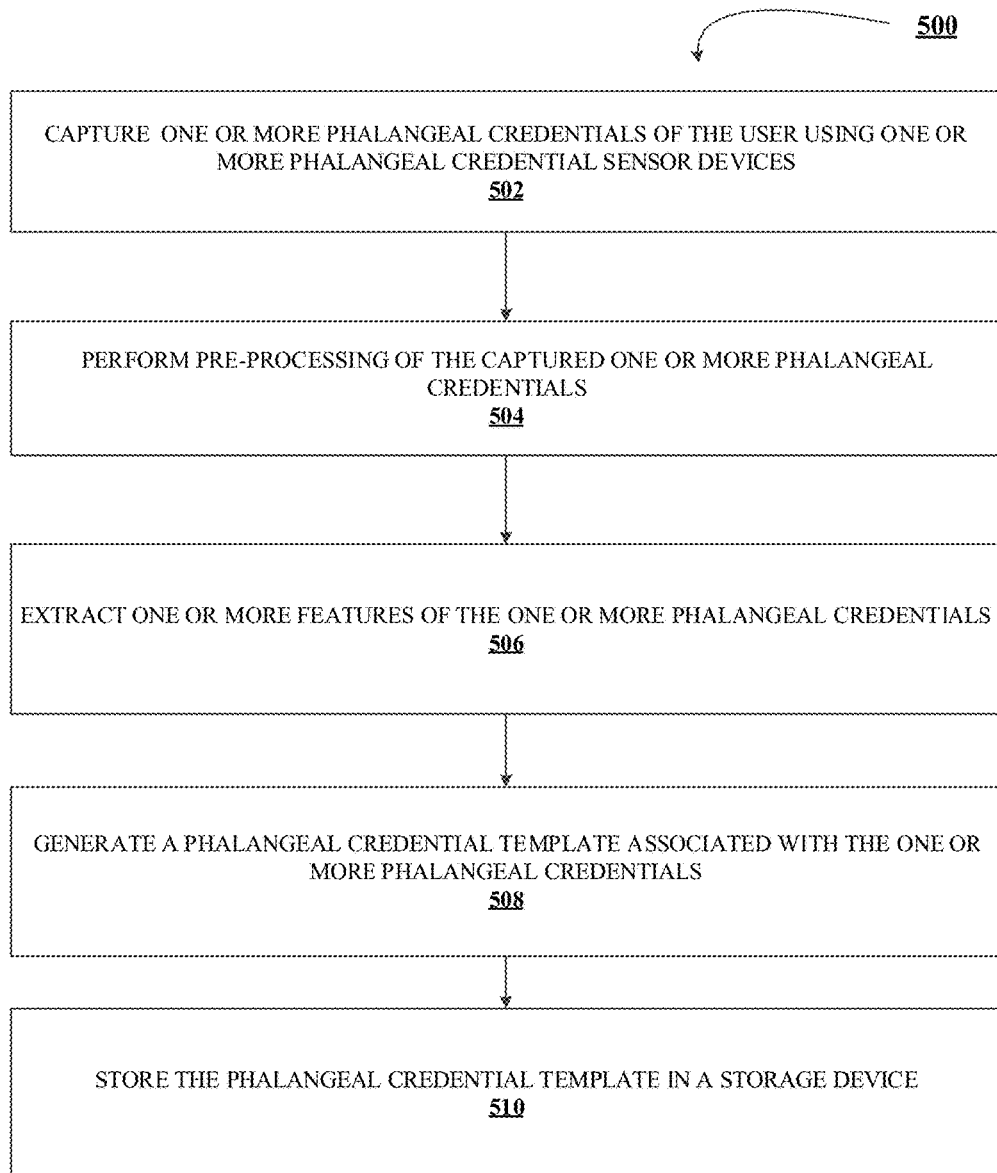 500
CAPTURE ONE OR MORE PHALANGEAL CREDENTIALS OF THE USER USING ONE OR
MORE PHALANGEAL CREDENTIAL SENSOR DEVICES
502
PERFORM PRE-PROCESSING OF THE CAPTURED ONE OR MORE PHALANGEAL
CREDENTIALS
504
EXTRACT ONE OR MORE FEATURES OF THE ONE OR MORE PHALANGEAL CREDENTIALS
506
GENERATE A PHALANGEAL CREDENTIAL TEMPLATE ASSOCIATED WITH THE ONE OR
MORE PHALANGEAL CREDENTIALS
508
STORE THE PHALANGEAL CREDENTIAL TEMPLATE IN A STORAGE DEVICE
510